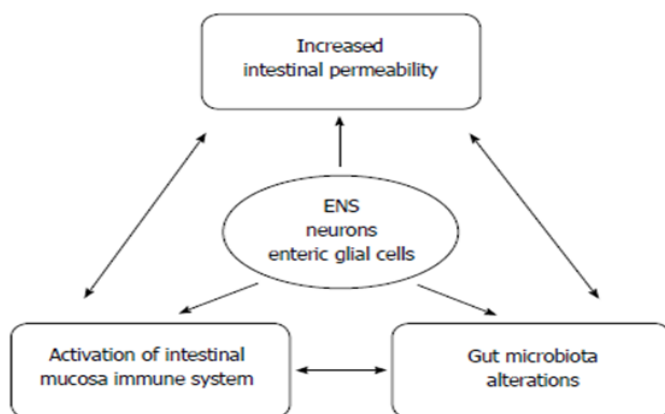 Increased
intestinal permeability
ENS
neurons
enteric glial cells
Activation of intestinal
mucosa immune system
Gut microbiota
alterations